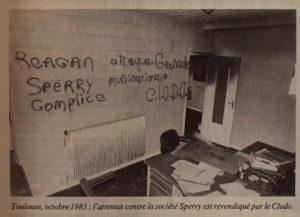 REAGAN attaque Grenade
SPERRY multinationale
complice C.L.O.D.O.
Toulouse, octobre 1983 : l'attentat contre la société Sperry est revendiqué par le Clodo.